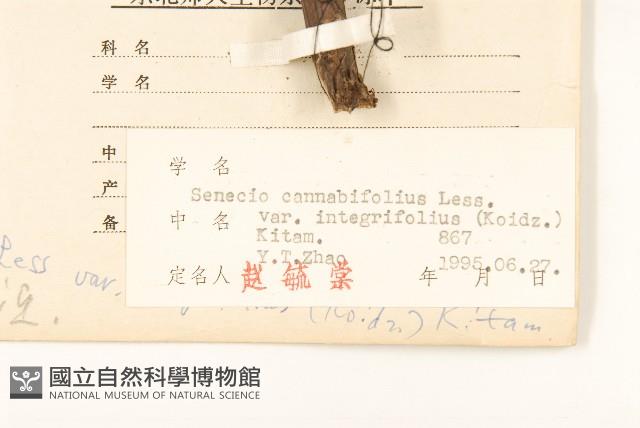 科 名
学 名
中
产
备
学 名
Senecio cannabifolius Less.
中 名 var. integrifolius (Koidz.)
Kitam. 867
Y.T.Zhao 1995.06.27.
定名人 赵毓棠 年 月 日
Less var.
(Koidz.) Kitam.
國立自然科學博物館
NATIONAL MUSEUM OF NATURAL SCIENCE